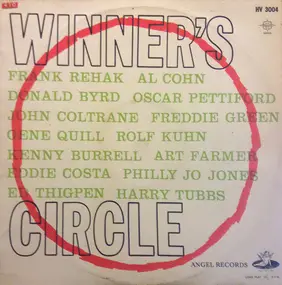 HV 3004
WINNER'S
FRANK REHAK AL COHN
DONALD BYRD OSCAR PETTIFORD
JOHN COLTRANE FREDDIE GREEN
GENE QUILL ROLF KUHN
KENNY BURRELL ART FARMER
EDDIE COSTA PHILLY JO JONES
ED THIGPEN HARRY TUBBS
CIRCLE
ANGEL RECORDS